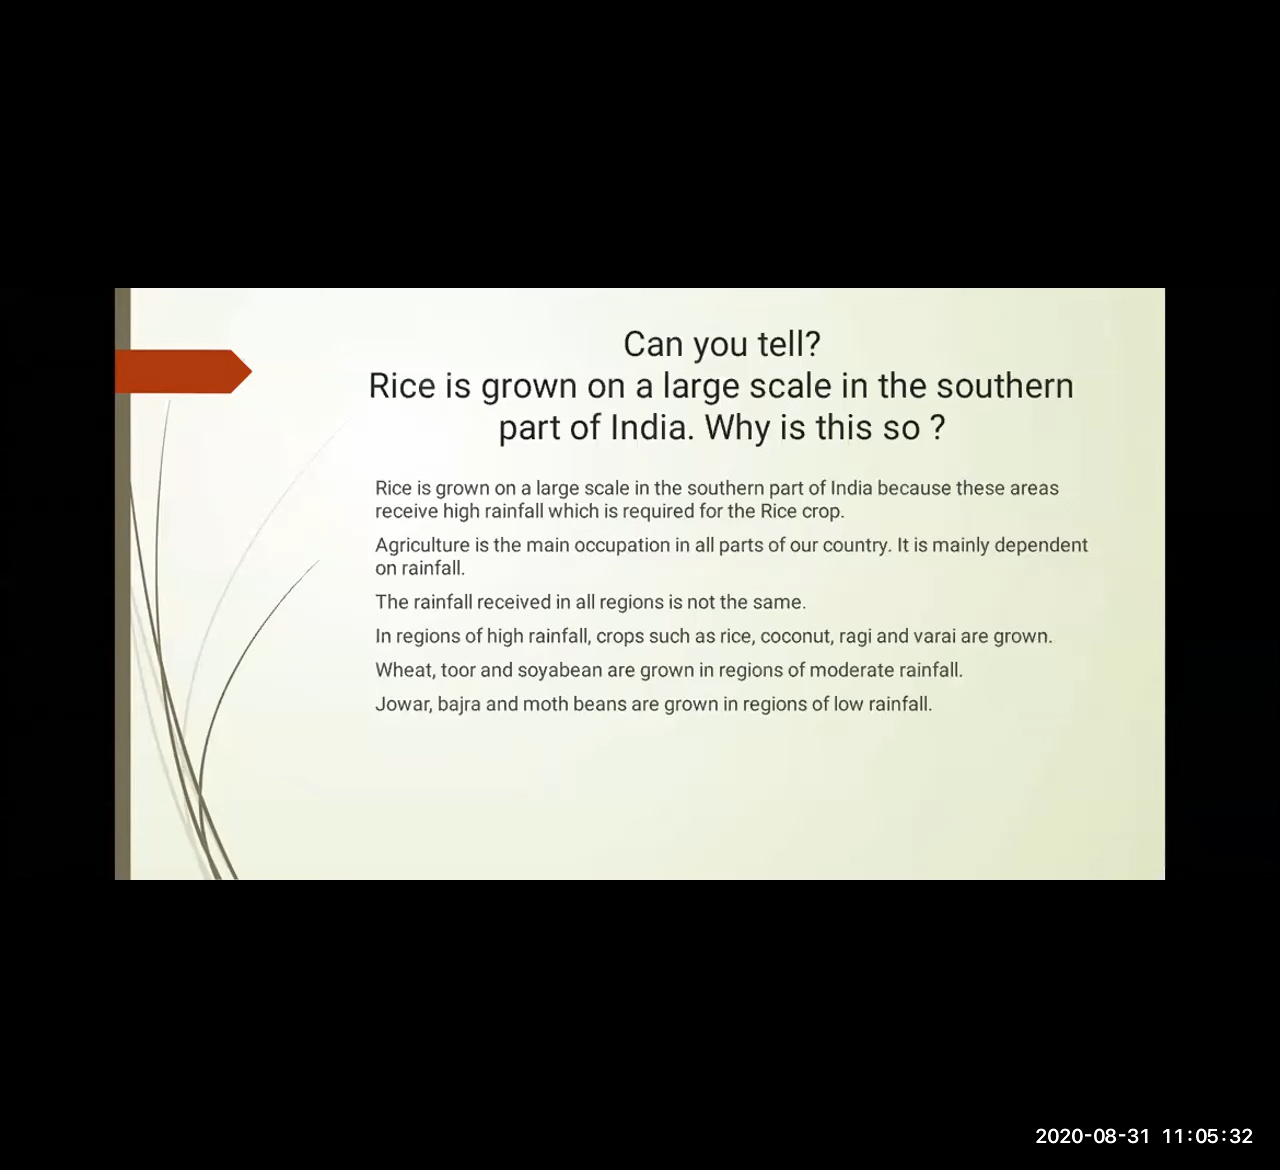 Can you tell?
Rice is grown on a large scale in the southern
part of India. Why is this so ?
Rice is grown on a large scale in the southern part of India because these areas
receive high rainfall which is required for the Rice crop.
Agriculture is the main occupation in all parts of our country. It is mainly dependent
on rainfall.
The rainfall received in all regions is not the same.
In regions of high rainfall, crops such as rice, coconut, ragi and varai are grown.
Wheat, toor and soyabean are grown in regions of moderate rainfall.
Jowar, bajra and moth beans are grown in regions of low rainfall.
2020-08-31 11:05:32